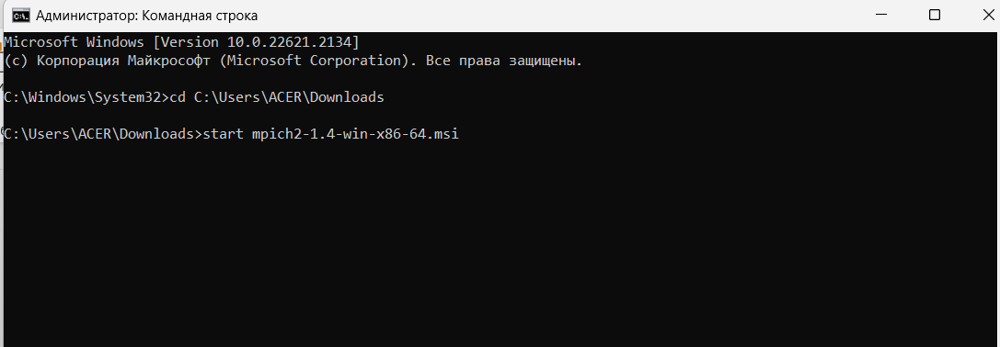 Администратор: Командная строка
Microsoft Windows [Version 10.0.22621.2134]
(c) Корпорация Майкрософт (Microsoft Corporation). Все права защищены.
C:\Windows\System32>cd C:\Users\ACER\Downloads
C:\Users\ACER\Downloads>start mpich2-1.4-win-x86-64.msi